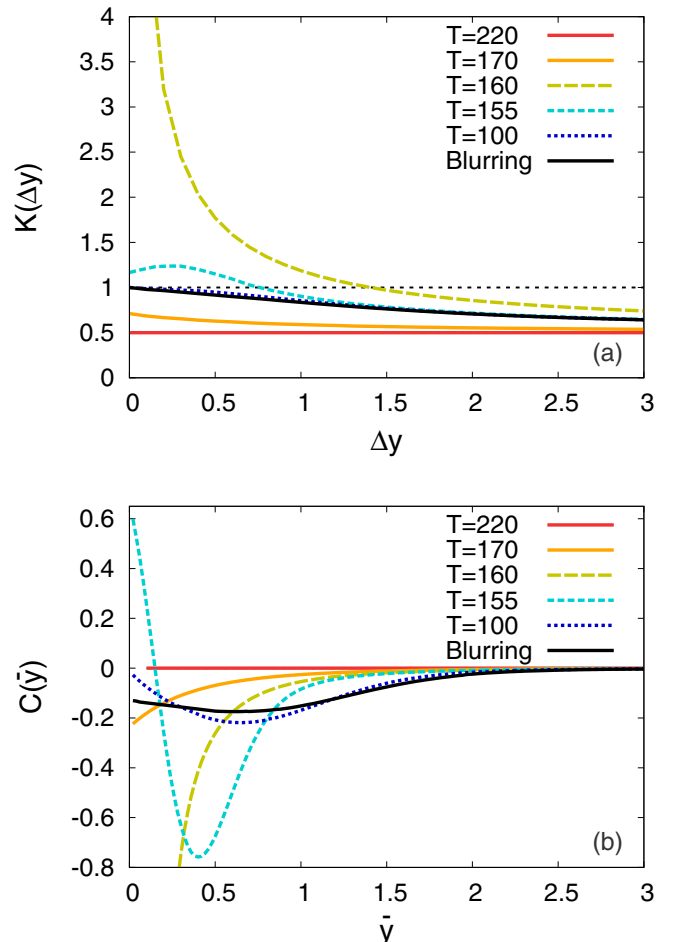 4
3.5
3
2.5
2
1.5
1
0.5
0
K(Δy)
T=220
T=170
T=160
T=155
T=100
Blurring
(a)
0 0.5 1 1.5 2 2.5 3
Δy
0.6
0.4
0.2
0
-0.2
-0.4
-0.6
-0.8
C(ȳ)
T=220
T=170
T=160
T=155
T=100
Blurring
(b)
0 0.5 1 1.5 2 2.5 3
ȳ